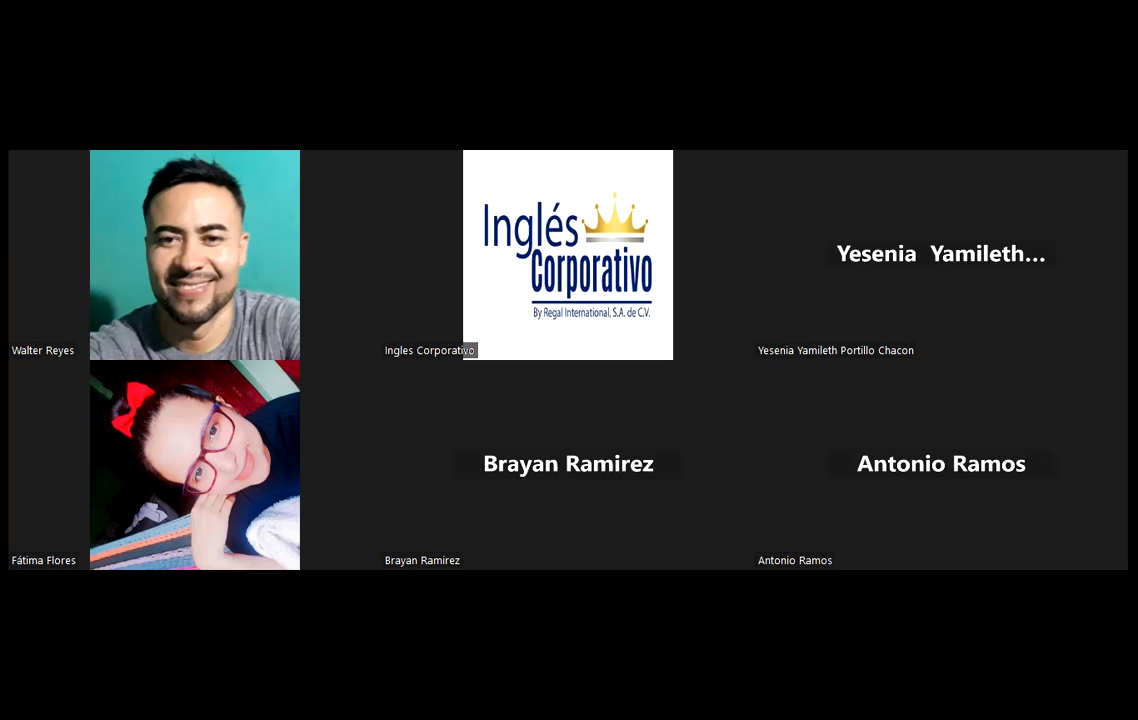 Inglés
Corporativo
By Regal International, S.A. de C.V.
Yesenia Yamileth...
Walter Reyes
Ingles Corporativo
Yesenia Yamileth Portillo Chacon
Brayan Ramirez
Antonio Ramos
Fátima Flores
Brayan Ramirez
Antonio Ramos